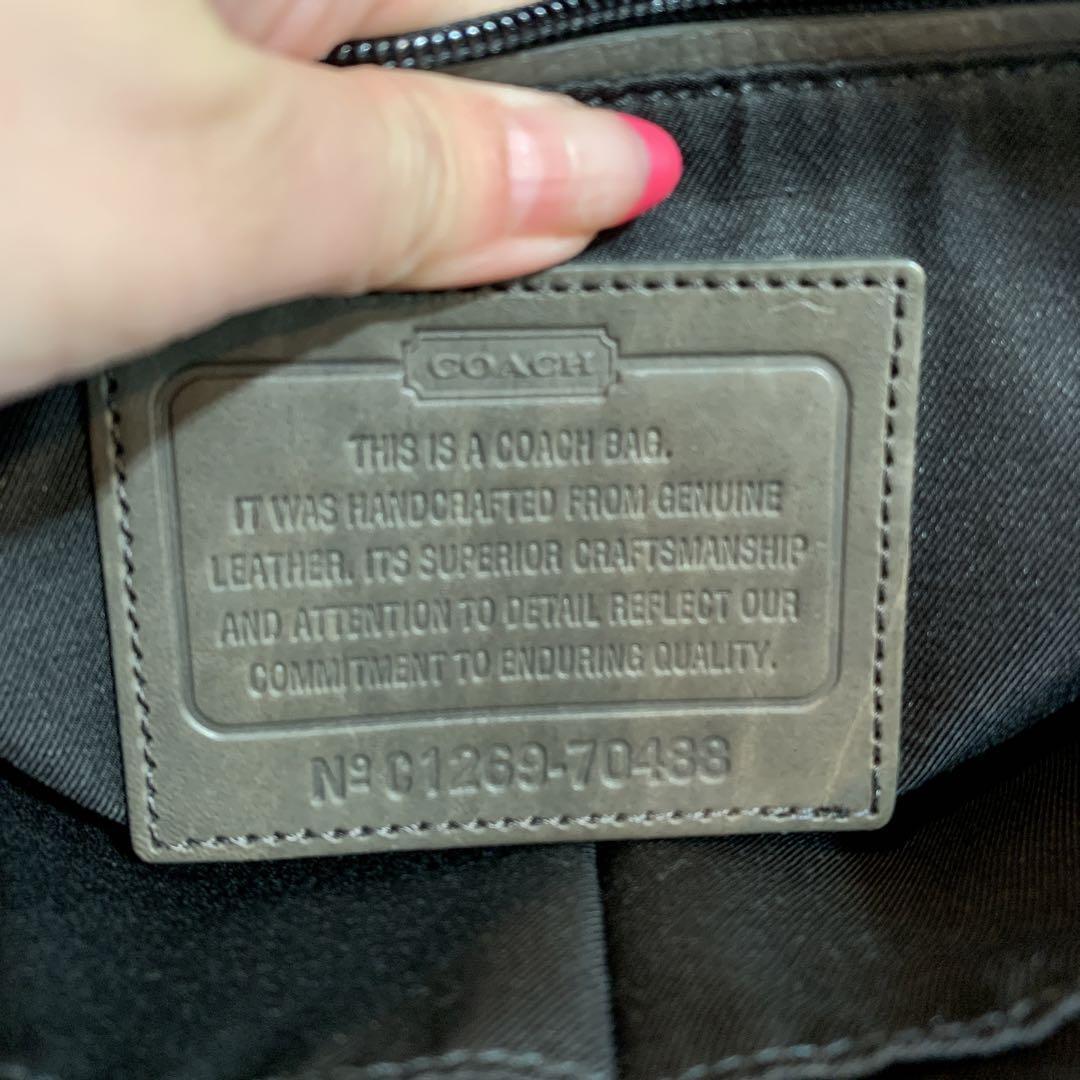 COACH
THIS IS A COACH BAG.
IT WAS HANDCRAFTED FROM GENUINE
LEATHER. ITS SUPERIOR CRAFTSMANSHIP
AND ATTENTION TO DETAIL REFLECT OUR
COMMITMENT TO ENDURING QUALITY.
Nº C1269-70488